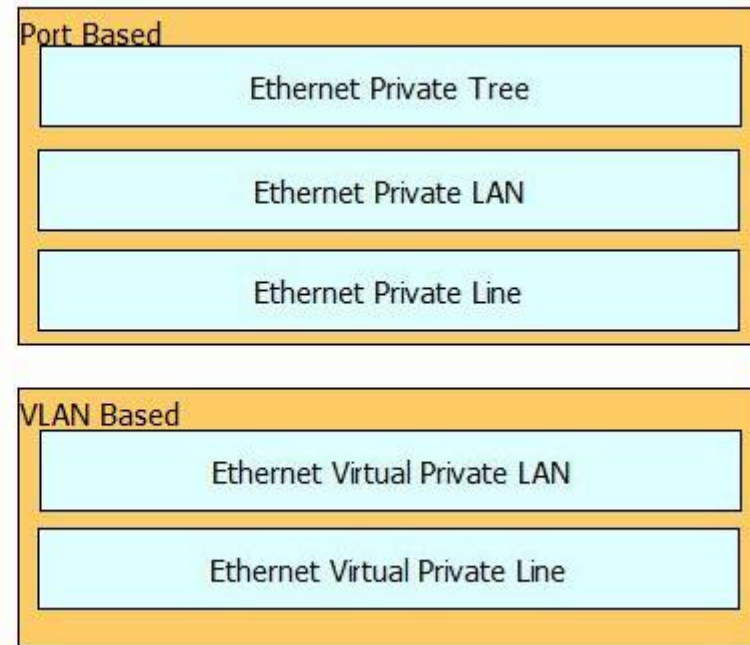 Port Based
Ethernet Private Tree
Ethernet Private LAN
Ethernet Private Line
VLAN Based
Ethernet Virtual Private LAN
Ethernet Virtual Private Line